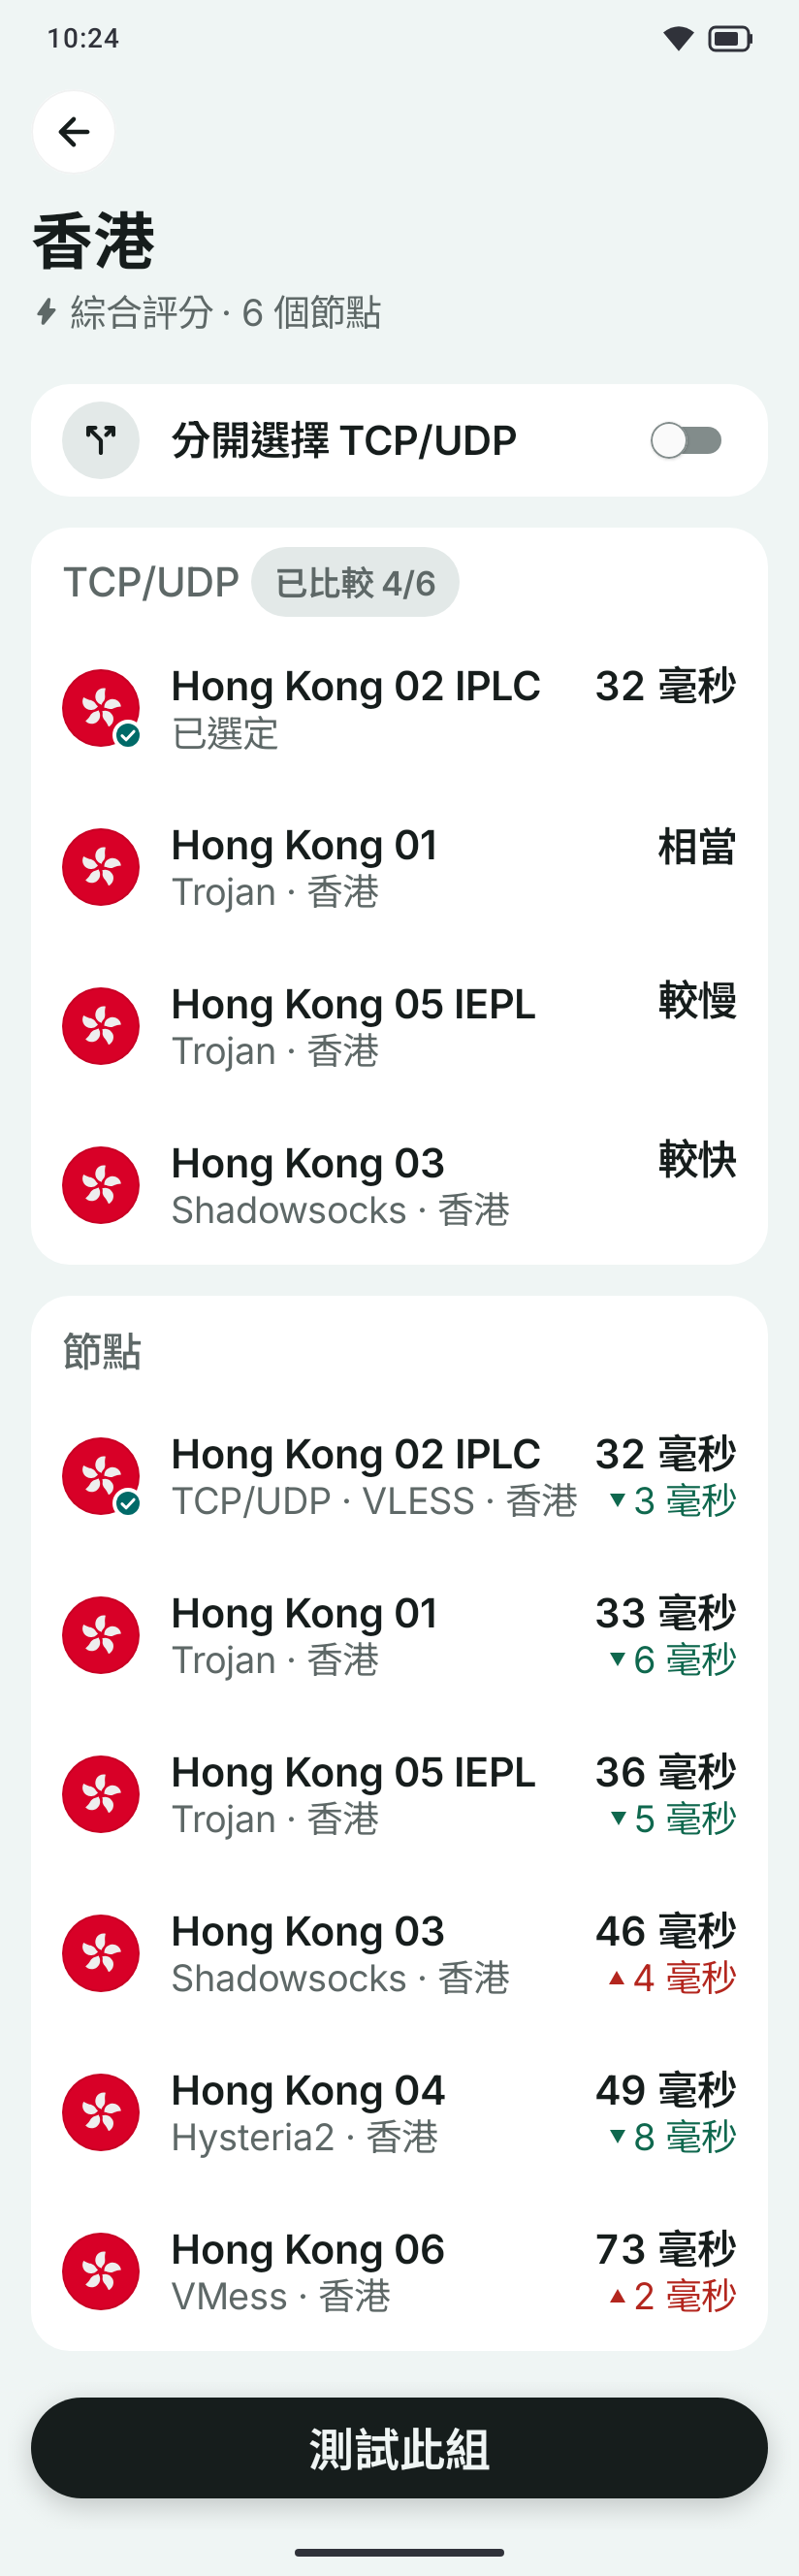 10:24
香港
綜合評分 · 6 個節點
分開選擇 TCP/UDP
TCP/UDP 已比較 4/6
Hong Kong 02 IPLC 32 毫秒
已選定
Hong Kong 01 相當
Trojan · 香港
Hong Kong 05 IEPL 較慢
Trojan · 香港
Hong Kong 03 較快
Shadowsocks · 香港
節點
Hong Kong 02 IPLC 32 毫秒
TCP/UDP · VLESS · 香港 ▼3 毫秒
Hong Kong 01 33 毫秒
Trojan · 香港 ▼6 毫秒
Hong Kong 05 IEPL 36 毫秒
Trojan · 香港 ▼5 毫秒
Hong Kong 03 46 毫秒
Shadowsocks · 香港 ▲4 毫秒
Hong Kong 04 49 毫秒
Hysteria2 · 香港 ▼8 毫秒
Hong Kong 06 73 毫秒
VMess · 香港 ▲2 毫秒
測試此組